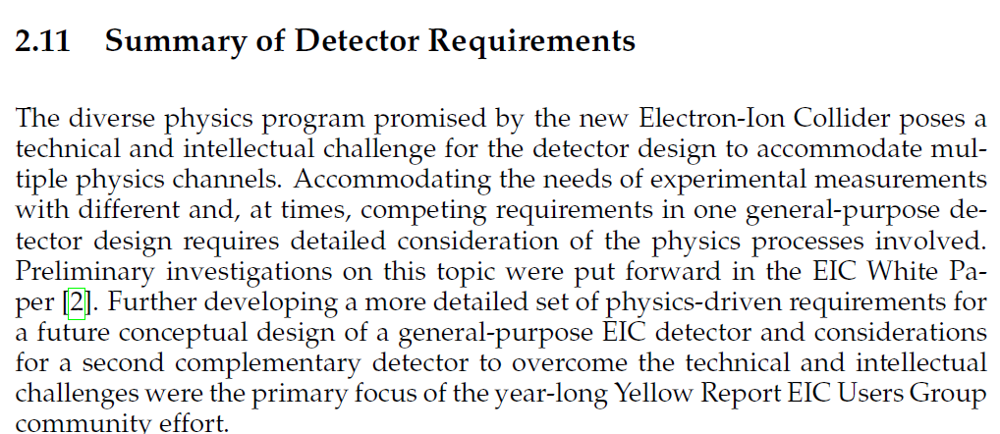 2.11 Summary of Detector Requirements
The diverse physics program promised by the new Electron-Ion Collider poses a
technical and intellectual challenge for the detector design to accommodate mul-
tiple physics channels. Accommodating the needs of experimental measurements
with different and, at times, competing requirements in one general-purpose de-
tector design requires detailed consideration of the physics processes involved.
Preliminary investigations on this topic were put forward in the EIC White Pa-
per [2]. Further developing a more detailed set of physics-driven requirements for
a future conceptual design of a general-purpose EIC detector and considerations
for a second complementary detector to overcome the technical and intellectual
challenges were the primary focus of the year-long Yellow Report EIC Users Group
community effort.